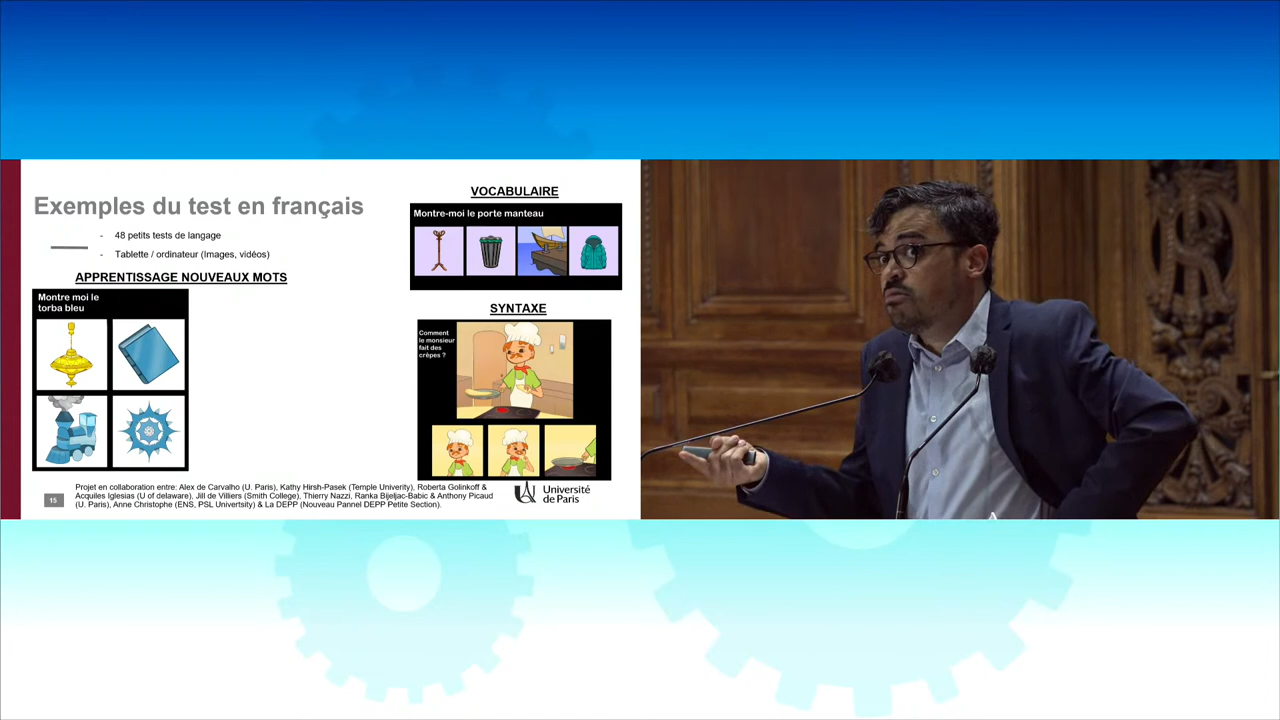 Exemples du test en français
- 48 petits tests de langage
- Tablette / ordinateur (Images, vidéos)
APPRENTISSAGE NOUVEAUX MOTS
Montre moi le
torba bleu
VOCABULAIRE
Montre-moi le porte manteau
SYNTAXE
Comment
le monsieur
fait des
crêpes ?
15
Projet en collaboration entre: Alex de Carvalho (U. Paris), Kathy Hirsh-Pasek (Temple Univerity), Roberta Golinkoff &
Acquiles Iglesias (U of delaware), Jill de Villiers (Smith College), Thierry Nazzi, Ranka Bijeljac-Babic & Anthony Picaud
(U. Paris), Anne Christophe (ENS, PSL Univertsity) & La DEPP (Nouveau Pannel DEPP Petite Section).
Université
de Paris